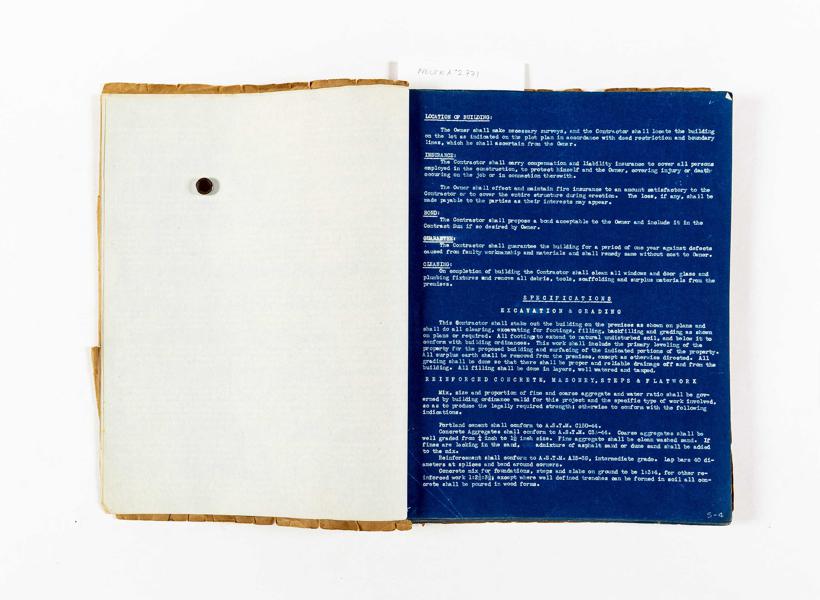 LOCATION OF BUILDING:
The Owner shall make necessary surveys, and the Contractor shall locate the building
on the lot as indicated on the plot plan in accordance with deed restriction and boundary
lines, which he shall ascertain from the Owner.
INSURANCE:
The Contractor shall carry compensation and liability insurance to cover all persons
employed in the construction, to protect himself and the Owner, covering injury or death
occuring on the job or in connection therewith.
The Owner shall effect and maintain fire insurance to an amount satisfactory to the
Contractor or to cover the entire structure during erection. The loss, if any, shall be
made payable to the parties as their interests may appear.
BOND:
The Contractor shall propose a bond acceptable to the Owner and include it in the
Contract Sum if so desired by Owner.
GUARANTEE:
The Contractor shall guarantee the building for a period of one year against defects
caused from faulty workmanship and materials and shall remedy same without cost to Owner.
CLEANING:
On completion of building the Contractor shall clean all windows and door glass and
plumbing fixtures and remove all debris, tools, scaffolding and surplus materials from the
premises.
SPECIFICATIONS
EXCAVATION & GRADING
This Contractor shall stake out the building on the premises as shown on plans and
shall do all clearing, excavating for footings, filling, backfilling and grading as shown
on plans or required. All footings to extend to natural undisturbed soil, and below it to
conform with building ordinances. This work shall include the primary leveling of the
property for the proposed building and surfacing of the indicated portions of the property.
All surplus earth shall be removed from the premises, except as otherwise directed. All
grading shall be done so that there shall be proper and reliable drainage off and from the
building. All filling shall be done in layers, well watered and tamped.
REINFORCED CONCRETE, MASONRY, STEPS & FLATWORK
Mix, size and proportion of fine and coarse aggregate and water ratio shall be gov-
erned by building ordinance valid for this project and the specific type of work involved,
so as to produce the legally required strength; otherwise to conform with the following
indications.
Portland cement shall conform to A.S.T.M. C150-44.
Concrete Aggregates shall conform to A.S.T.M. C33-44. Coarse aggregates shall be
well graded from ¼ inch to 1½ inch size. Fine aggregate shall be clean washed sand. If
fines are lacking in the sand, admixture of asphalt sand or dune sand shall be added
to the mix.
Reinforcement shall conform to A.S.T.M. A15-39, intermediate grade. Lap bars 40 di-
ameters at splices and bend around corners.
Concrete mix for foundations, steps and slabs on ground to be 1:3:4, for other re-
inforced work except where well defined trenches can be formed in soil all con-
crete shall be poured in wood forms.
S-4